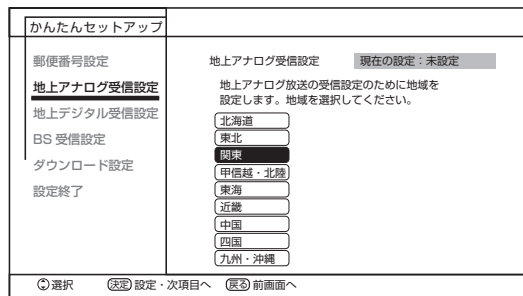 かんたんセットアップ
郵便番号設定
地上アナログ受信設定
地上デジタル受信設定
BS 受信設定
ダウンロード設定
設定終了
地上アナログ受信設定 現在の設定：未設定
地上アナログ放送の受信設定のために地域を
設定します。地域を選択してください。
北海道
東北
関東
甲信越・北陸
東海
近畿
中国
四国
九州・沖縄
選択 決定 設定・次項目へ 戻る 前画面へ